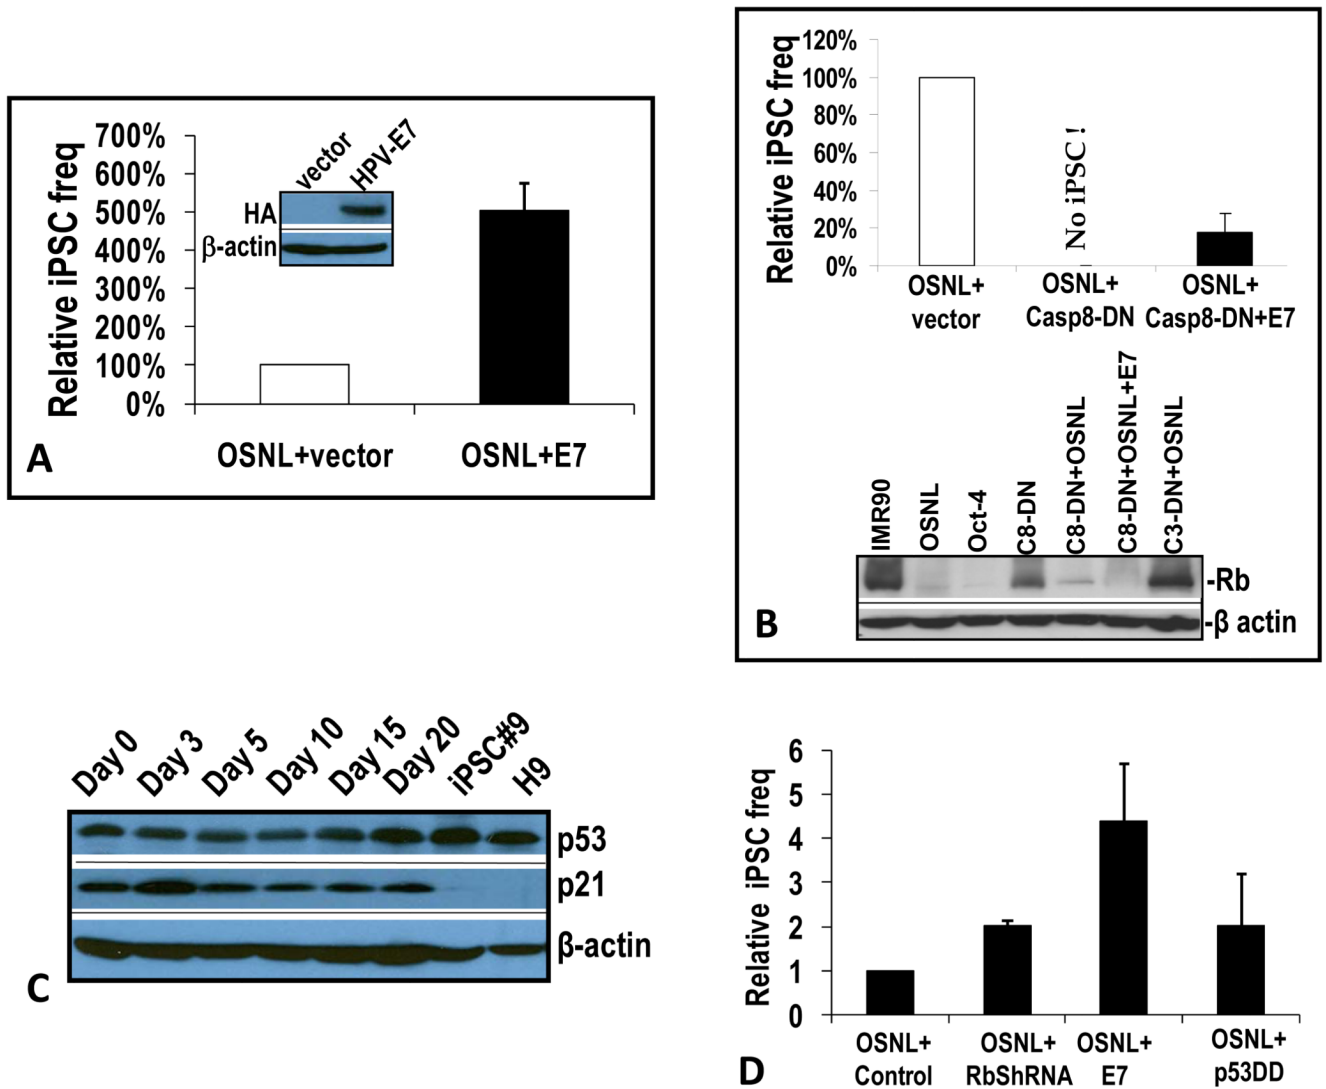 700%
600%
500%
400%
300%
200%
100%
0%
Relative iPSC freq
vector
HPV-E7
HA
β-actin
OSNL+vector
OSNL+E7
A
120%
100%
80%
60%
40%
20%
0%
Relative iPSC freq
No iPSC !
OSNL+
vector
OSNL+
Casp8-DN
OSNL+
Casp8-DN+E7
IMR90
OSNL
Oct-4
C8-DN
C8-DN+OSNL
C8-DN+OSNL+E7
C3-DN+OSNL
-Rb
-β actin
B
Day 0
Day 3
Day 5
Day 10
Day 15
Day 20
iPSC#9
H9
p53
p21
β-actin
C
6
5
4
3
2
1
0
Relative iPSC freq
OSNL+
Control
OSNL+
RbShRNA
OSNL+
E7
OSNL+
p53DD
D